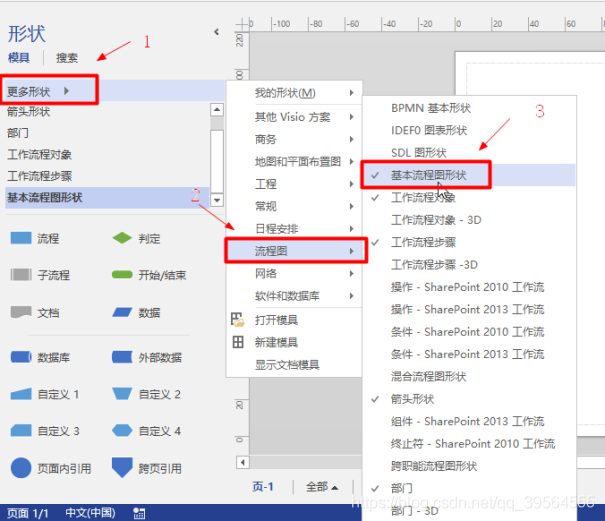 形状
1
模具 搜索
更多形状
箭头形状
部门
工作流程对象
工作流程步骤
基本流程图形状
2
流程 判定
子流程 开始/结束
文档 数据
数据库 外部数据
自定义 1 自定义 2
自定义 3 自定义 4
页面内引用 跨页引用
页面 1/1 中文(中国)
-100 -80 -60 -40 -20 0 20 40 60
220
20
0
我的形状(M)
其他 Visio 方案
商务
地图和平面布置图
工程
常规
日程安排
流程图
网络
软件和数据库
打开模具
新建模具
显示文档模具
3
BPMN 基本形状
IDEF0 图表形状
SDL 图形状
基本流程图形状
工作流程对象
工作流程对象 - 3D
工作流程步骤
工作流程步骤 -3D
操作 - SharePoint 2010 工作流
操作 - SharePoint 2013 工作流
条件 - SharePoint 2010 工作流
条件 - SharePoint 2013 工作流
混合流程图形状
箭头形状
组件 - SharePoint 2013 工作流
终止符 - SharePoint 2010 工作流
跨职能流程图形状
部门
部门 - 3D
页-1 全部
https://blog.csdn.net/qq_39564555